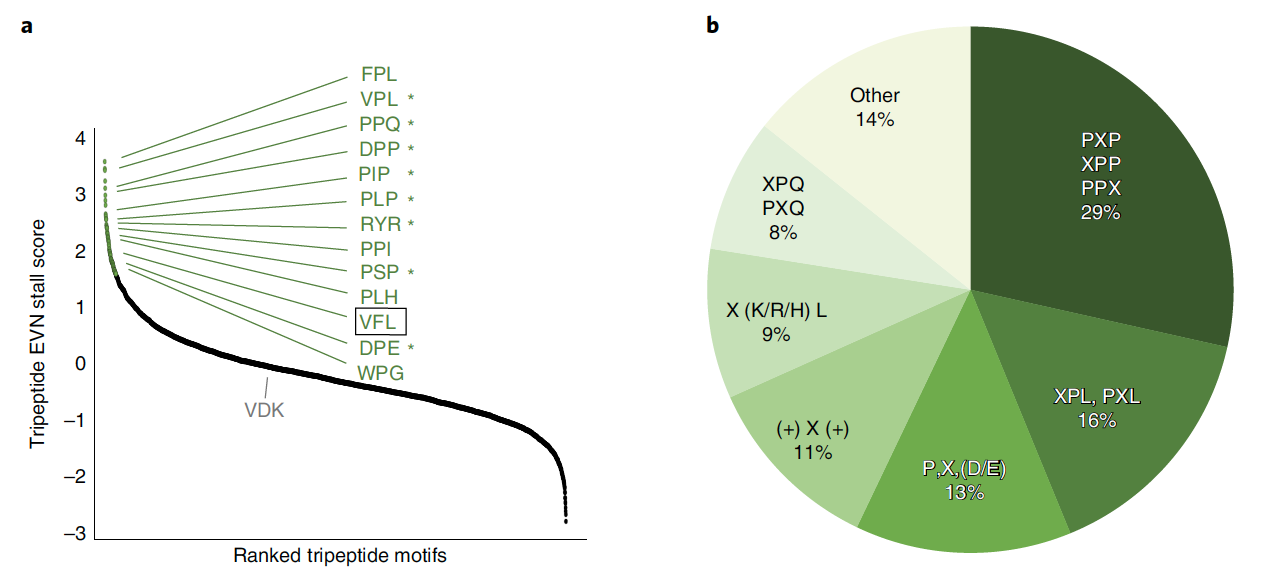 a
FPL
VPL *
PPQ *
DPP *
PIP *
PLP *
RYR *
PPI
PSP *
PLH
VFL
DPE *
WPG
4
3
2
1
0
–1
–2
–3
Tripeptide EVN stall score
VDK
Ranked tripeptide motifs
b
PXP
XPP
PPX
29%
XPL, PXL
16%
P,X,(D/E)
13%
(+) X (+)
11%
X (K/R/H) L
9%
XPQ
PXQ
8%
Other
14%